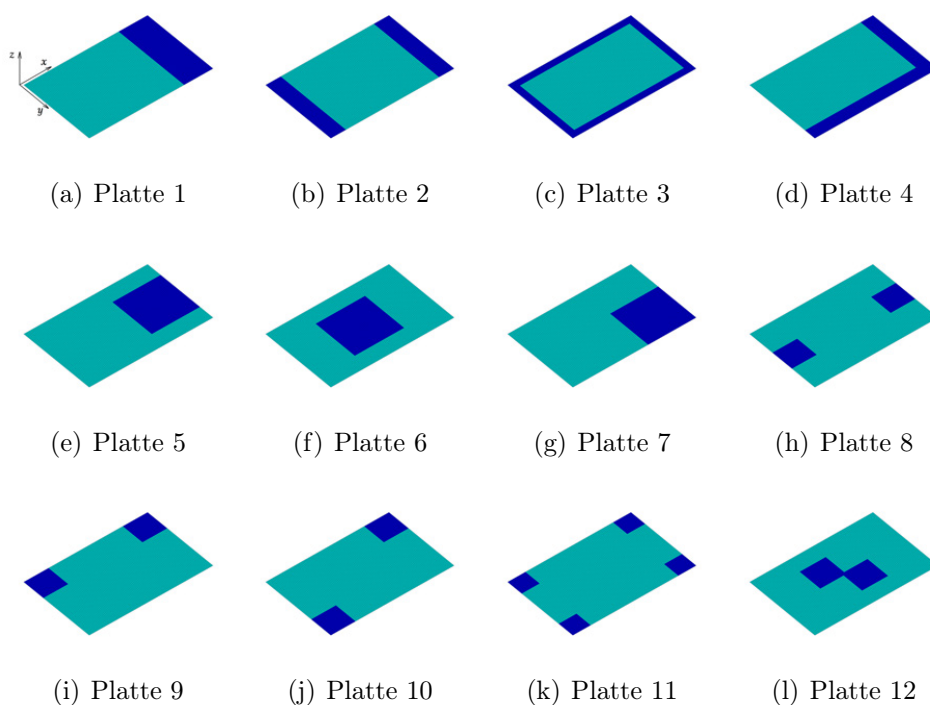 z
x
y
(a) Platte 1 (b) Platte 2 (c) Platte 3 (d) Platte 4
(e) Platte 5 (f) Platte 6 (g) Platte 7 (h) Platte 8
(i) Platte 9 (j) Platte 10 (k) Platte 11 (l) Platte 12